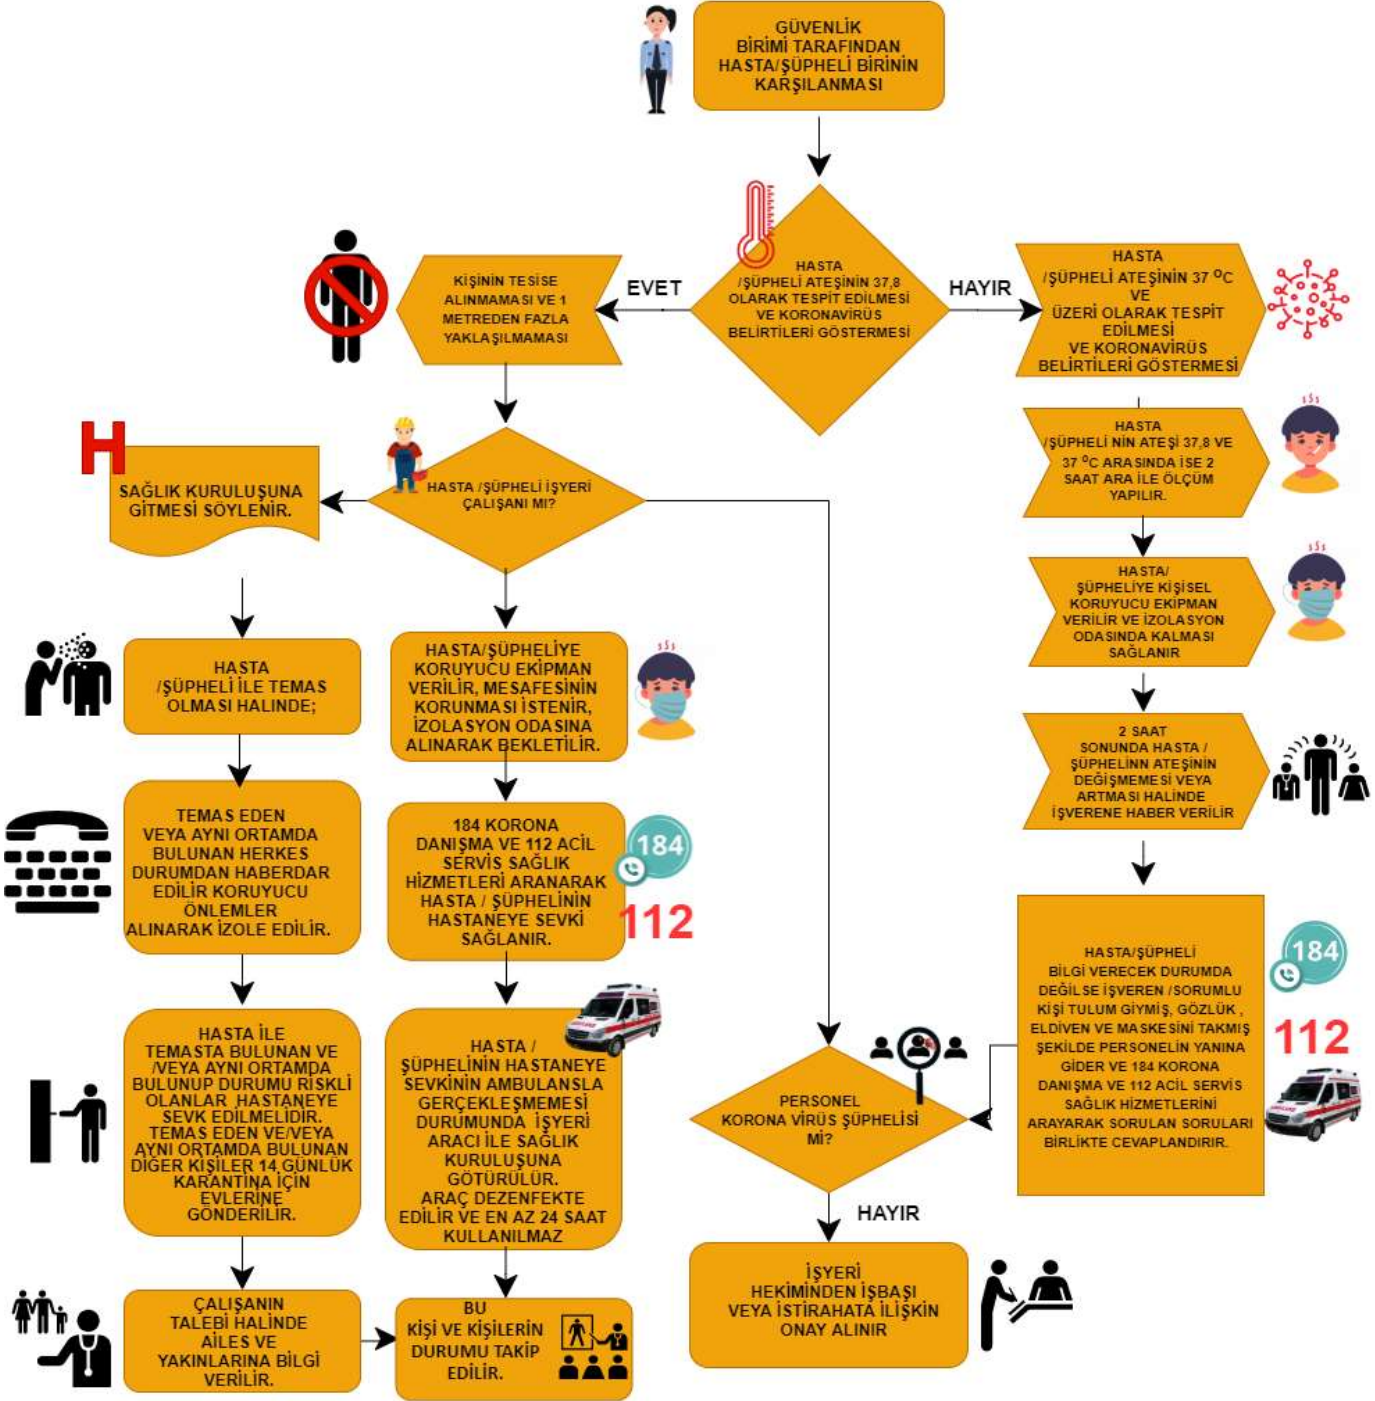 GÜVENLİK
BİRİMİ TARAFINDAN
HASTA/ŞÜPHELİ BİRİNİN
KARŞILANMASI
HASTA
/ŞÜPHELİ ATEŞİNİN 37,8
OLARAK TESPİT EDİLMESİ
VE KORONAVİRÜS
BELİRTİLERİ GÖSTERMESİ
EVET
HAYIR
KİŞİNİN TESİSE
ALINMAMASI VE 1
METREDEN FAZLA
YAKLAŞILMAMASI
HASTA
/ŞÜPHELİ ATEŞİNİN 37 ⁰C
VE
ÜZERİ OLARAK TESPİT
EDİLMESİ
VE KORONAVİRÜS
BELİRTİLERİ GÖSTERMESİ
HASTA
/ŞÜPHELİ NİN ATEŞİ 37,8 VE
37 ⁰C ARASINDA İSE 2
SAAT ARA İLE ÖLÇÜM
YAPILIR.
HASTA/
ŞÜPHELİYE KİŞİSEL
KORUYUCU EKİPMAN
VERİLİR VE İZOLASYON
ODASINDA KALMASI
SAĞLANIR
2 SAAT
SONUNDA HASTA /
ŞÜPHELİNN ATEŞİNİN
DEĞİŞMEMESİ VEYA
ARTMASI HALİNDE
İŞVERENE HABER VERİLİR
HASTA/ŞÜPHELİ
BİLGİ VERECEK DURUMDA
DEĞİLSE İŞVEREN /SORUMLU
KİŞİ TULUM GİYMİŞ, GÖZLÜK ,
ELDİVEN VE MASKESİNİ TAKMIŞ
ŞEKİLDE PERSONELİN YANINA
GİDER VE 184 KORONA
DANIŞMA VE 112 ACİL SERVİS
SAĞLIK HİZMETLERİNİ
ARAYARAK SORULAN SORULARI
BİRLİKTE CEVAPLANDIRIR.
184
112
HASTA /ŞÜPHELİ İŞYERİ
ÇALIŞANI MI?
H
SAĞLIK KURULUŞUNA
GİTMESİ SÖYLENİR.
HASTA
/ŞÜPHELİ İLE TEMAS
OLMASI HALINDE;
TEMAS EDEN
VEYA AYNI ORTAMDA
BULUNAN HERKES
DURUMDAN HABERDAR
EDİLİR KORUYUCU
ÖNLEMLER
ALINARAK İZOLE EDİLİR.
HASTA İLE
TEMASTA BULUNAN VE
/VEYA AYNI ORTAMDA
BULUNUP DURUMU RİSKLİ
OLANLAR HASTANEYE
SEVK EDİLMELİDİR.
TEMAS EDEN VE/VEYA
AYNI ORTAMDA BULUNAN
DİĞER KİŞİLER 14 GÜNLÜK
KARANTİNA İÇİN
EVLERİNE
GÖNDERİLİR.
ÇALIŞANIN
TALEBİ HALINDE
AILES VE
YAKINLARINA BİLGİ
VERİLİR.
HASTA/ŞÜPHELİYE
KORUYUCU EKİPMAN
VERİLİR, MESAFESİNİN
KORUNMASI İSTENİR,
İZOLASYON ODASINA
ALINARAK BEKLETİLİR.
184 KORONA
DANIŞMA VE 112 ACİL
SERVİS SAĞLIK
HİZMETLERİ ARANARAK
HASTA / ŞÜPHELİNİN
HASTANEYE SEVKİ
SAĞLANIR.
184
112
HASTA /
ŞÜPHELİNİN HASTANEYE
SEVKİNİN AMBULANSLA
GERÇEKLEŞMEMESİ
DURUMUNDA İŞYERİ
ARACI İLE SAĞLIK
KURULUŞUNA
GÖTÜRÜLÜR.
ARAÇ DEZENFEKTE
EDİLİR VE EN AZ 24 SAAT
KULLANILMAZ
BU
KİŞİ VE KİŞİLERİN
DURUMU TAKİP
EDİLİR.
PERSONEL
KORONA VİRÜS ŞÜPHELİSİ
Mİ?
HAYIR
İŞYERİ
HEKİMİNDEN İŞBAŞI
VEYA İSTİRAHATA İLİŞKİN
ONAY ALINIR